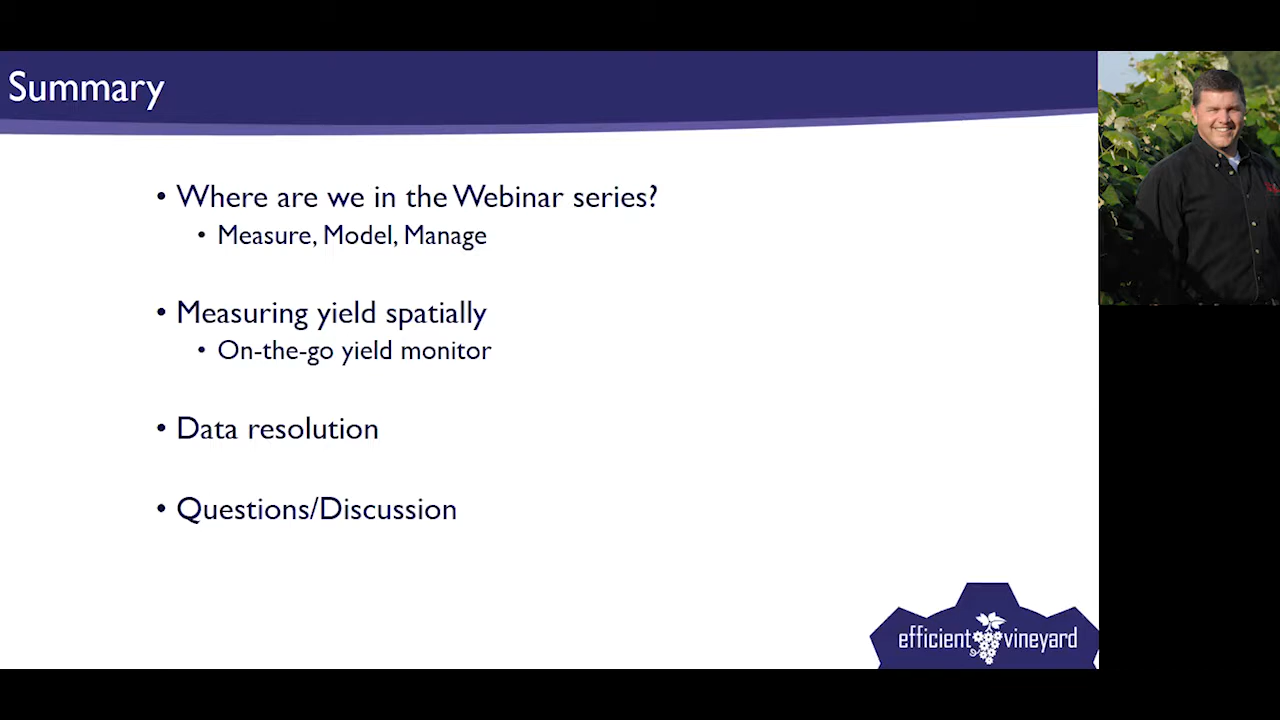 Summary
• Where are we in the Webinar series?
• Measure, Model, Manage
• Measuring yield spatially
• On-the-go yield monitor
• Data resolution
• Questions/Discussion
efficient vineyard